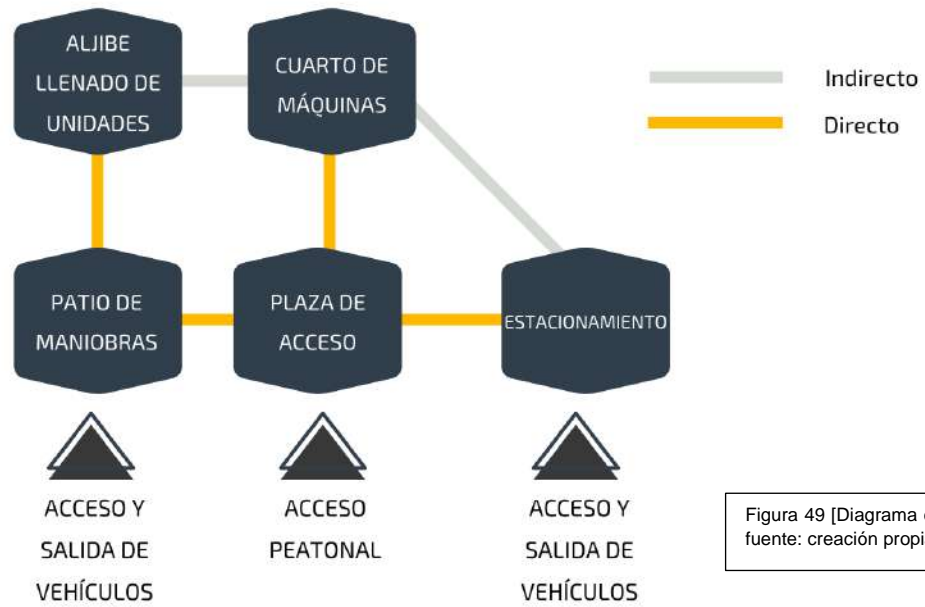 ALJIBE
LLENADO DE
UNIDADES
CUARTO DE
MÁQUINAS
Indirecto
Directo
PATIO DE
MANIOBRAS
PLAZA DE
ACCESO
ESTACIONAMIENTO
ACCESO Y
SALIDA DE
VEHÍCULOS
ACCESO
PEATONAL
ACCESO Y
SALIDA DE
VEHÍCULOS
Figura 49 [Diagrama
fuente: creación